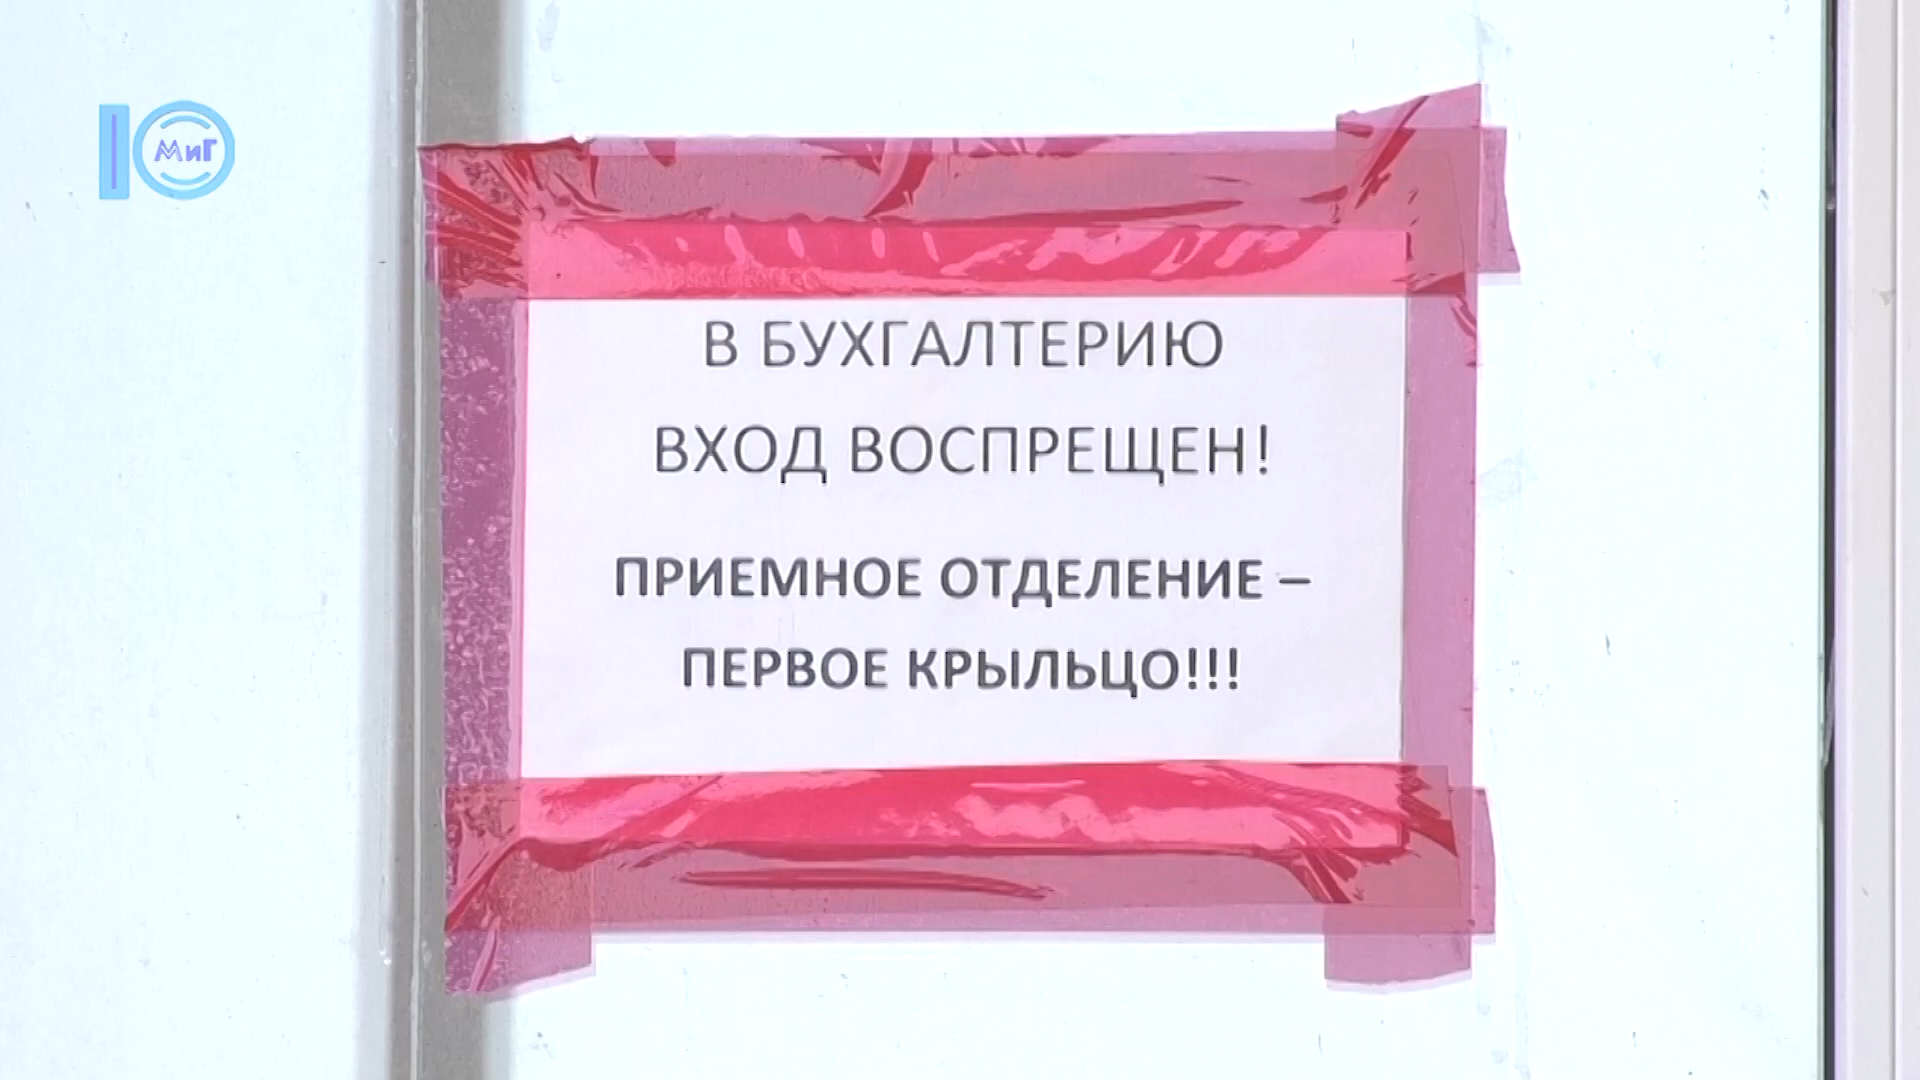 МиГ
В БУХГАЛТЕРИЮ
ВХОД ВОСПРЕЩЕН!
ПРИЕМНОЕ ОТДЕЛЕНИЕ –
ПЕРВОЕ КРЫЛЬЦО!!!